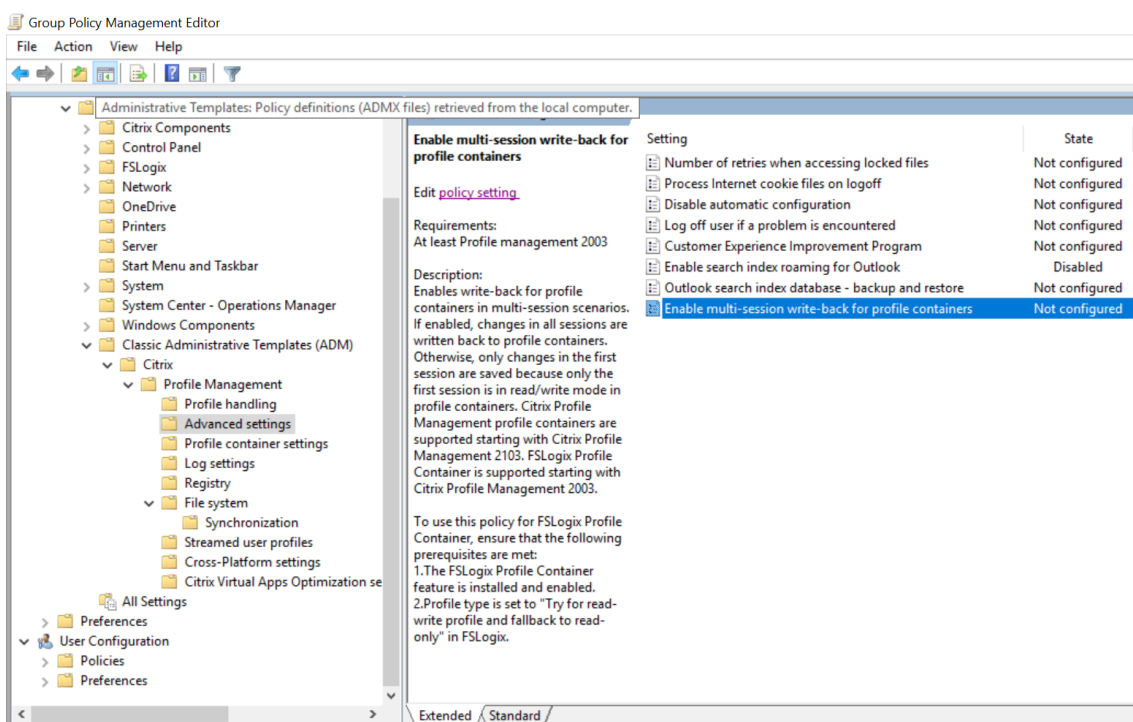 Group Policy Management Editor
File Action View Help
Administrative Templates: Policy definitions (ADMX files) retrieved from the local computer.
Citrix Components
Control Panel
FSLogix
Network
OneDrive
Printers
Server
Start Menu and Taskbar
System
System Center - Operations Manager
Windows Components
Classic Administrative Templates (ADM)
Citrix
Profile Management
Profile handling
Advanced settings
Profile container settings
Log settings
Registry
File system
Synchronization
Streamed user profiles
Cross-Platform settings
Citrix Virtual Apps Optimization se
All Settings
Preferences
User Configuration
Policies
Preferences
Enable multi-session write-back for
profile containers
Edit policy setting
Requirements:
At least Profile management 2003
Description:
Enables write-back for profile
containers in multi-session scenarios.
If enabled, changes in all sessions are
written back to profile containers.
Otherwise, only changes in the first
session are saved because only the
first session is in read/write mode in
profile containers. Citrix Profile
Management profile containers are
supported starting with Citrix Profile
Management 2103. FSLogix Profile
Container is supported starting with
Citrix Profile Management 2003.
To use this policy for FSLogix Profile
Container, ensure that the following
prerequisites are met:
1.The FSLogix Profile Container
feature is installed and enabled.
2.Profile type is set to "Try for read-
write profile and fallback to read-
only" in FSLogix.
Setting State
Number of retries when accessing locked files Not configured
Process Internet cookie files on logoff Not configured
Disable automatic configuration Not configured
Log off user if a problem is encountered Not configured
Customer Experience Improvement Program Not configured
Enable search index roaming for Outlook Disabled
Outlook search index database - backup and restore Not configured
Enable multi-session write-back for profile containers Not configured
Extended Standard